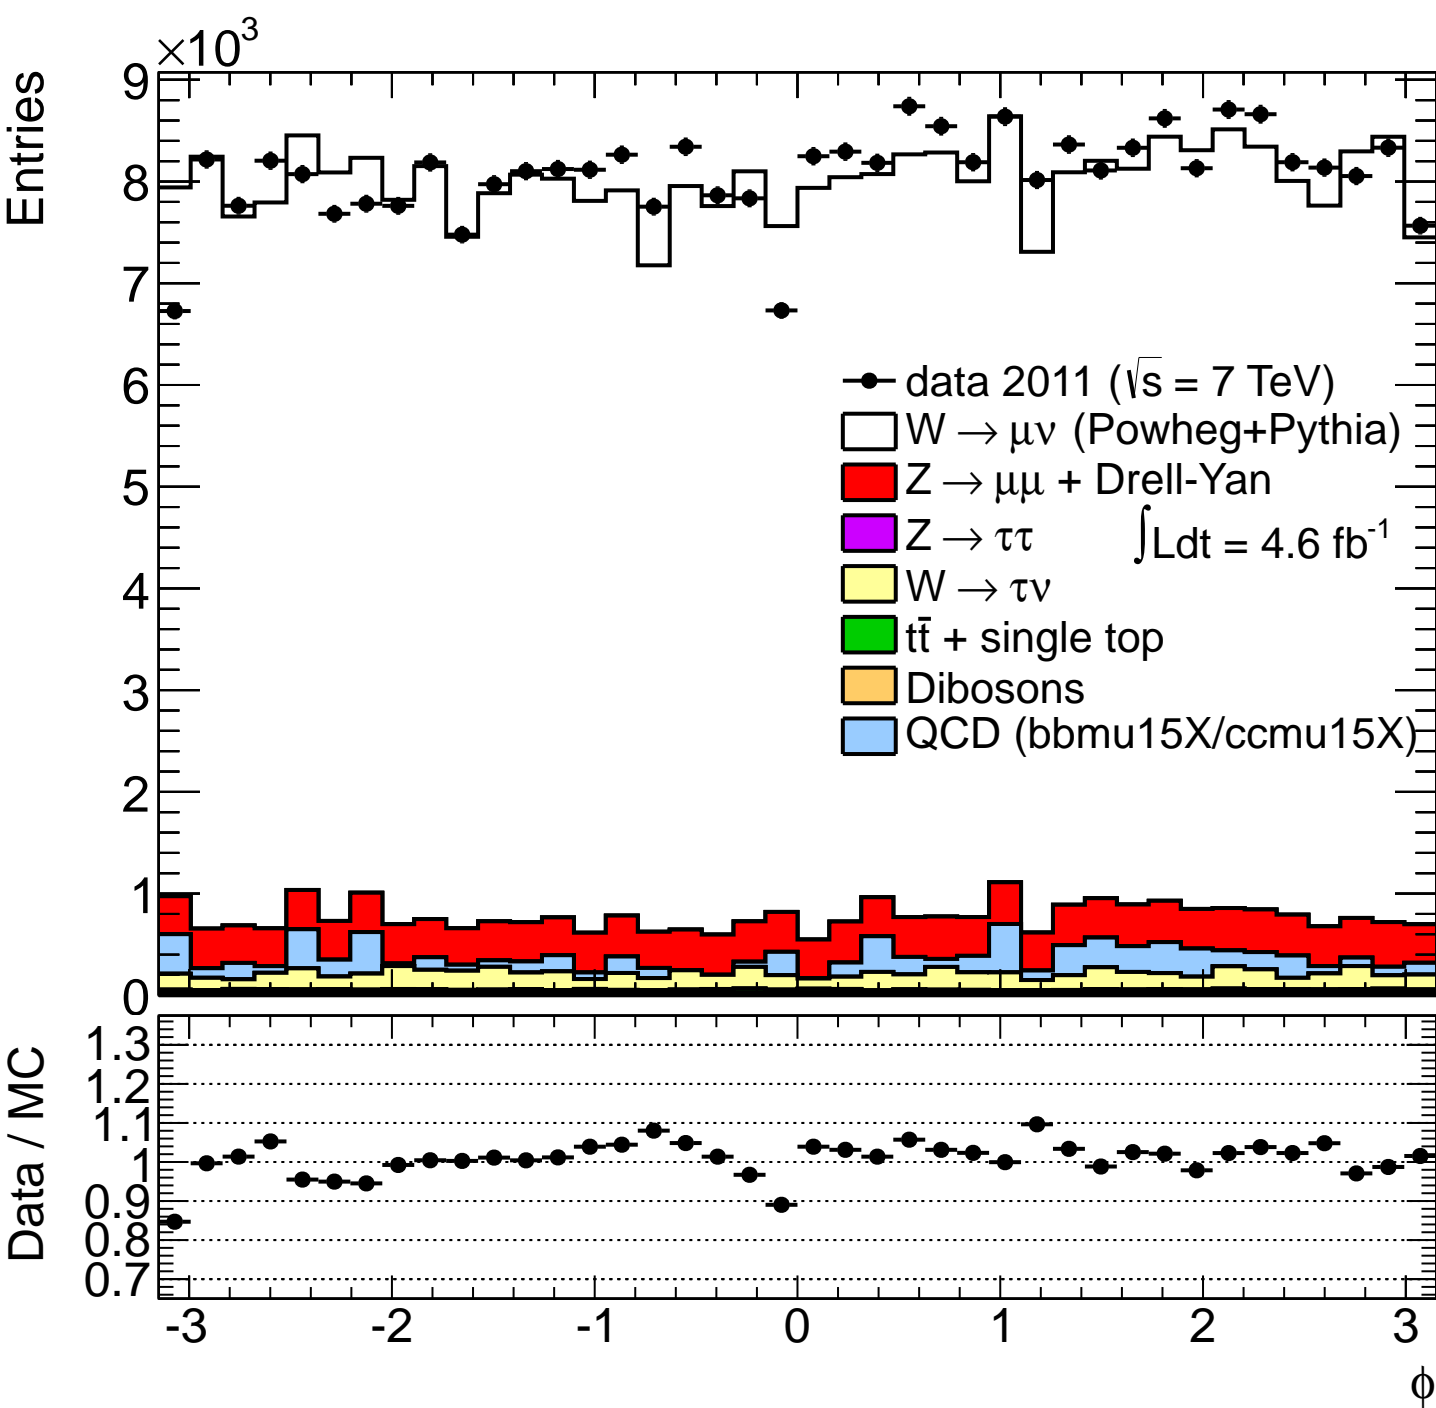 ×10³
Entries
9
8
7
6
5
4
3
2
1
0
data 2011 (√s = 7 TeV)
W → μν (Powheg+Pythia)
Z → μμ + Drell-Yan
Z → ττ
∫Ldt = 4.6 fb⁻¹
W → τν
tt̄ + single top
Dibosons
QCD (bbmu15X/ccmu15X)
Data / MC
1.3
1.2
1.1
1
0.9
0.8
0.7
-3 -2 -1 0 1 2 3
ϕ